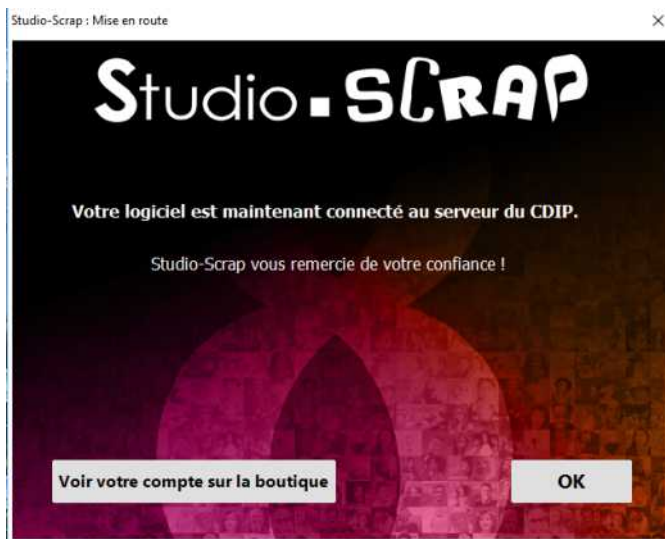 Studio-Scrap : Mise en route
Studio.SCRAP
Votre logiciel est maintenant connecté au serveur du CDIP.
Studio-Scrap vous remercie de votre confiance !
Voir votre compte sur la boutique
OK